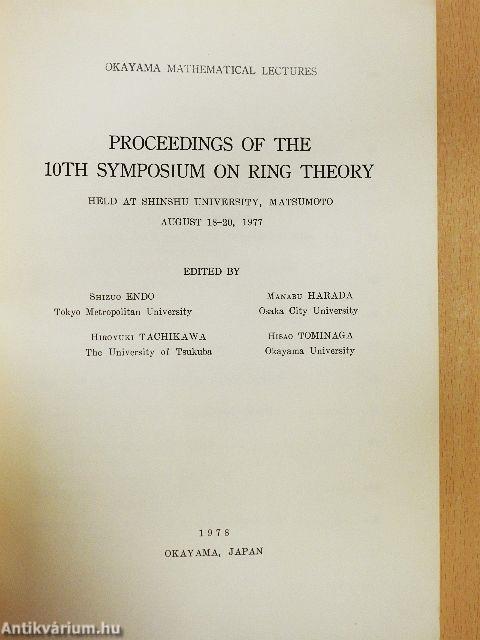 OKAYAMA MATHEMATICAL LECTURES
PROCEEDINGS OF THE
10TH SYMPOSIUM ON RING THEORY
HELD AT SHINSHU UNIVERSITY, MATSUMOTO
AUGUST 18-20, 1977
EDITED BY
SHIZUO ENDO
Tokyo Metropolitan University
MANABU HARADA
Osaka City University
HIROYUKI TACHIKAWA
The University of Tsukuba
HISAO TOMINAGA
Okayama University
1978
OKAYAMA, JAPAN
Antikvárium.hu